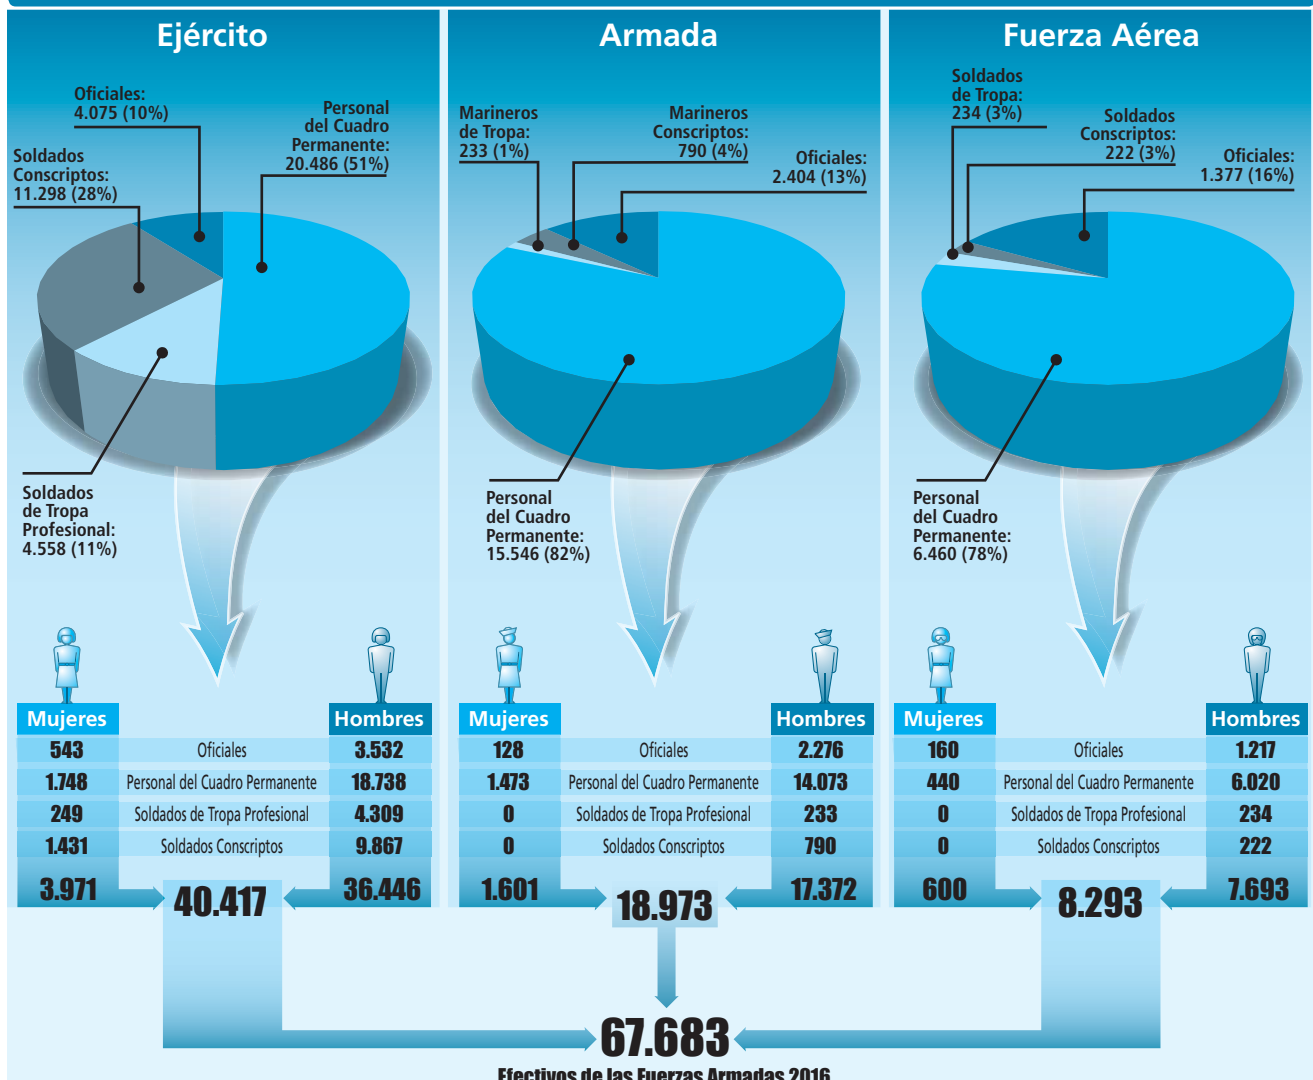 Ejército
Oficiales:
4.075 (10%)
Personal
del Cuadro
Permanente:
20.486 (51%)
Soldados
Conscriptos:
11.298 (28%)
Soldados
de Tropa
Profesional:
4.558 (11%)
Mujeres
Hombres
543 Oficiales 3.532
1.748 Personal del Cuadro Permanente 18.738
249 Soldados de Tropa Profesional 4.309
1.431 Soldados Conscriptos 9.867
3.971 36.446
40.417
Armada
Marineros
de Tropa:
233 (1%)
Marineros
Conscriptos:
790 (4%)
Oficiales:
2.404 (13%)
Personal
del Cuadro
Permanente:
15.546 (82%)
Mujeres
Hombres
128 Oficiales 2.276
1.473 Personal del Cuadro Permanente 14.073
0 Soldados de Tropa Profesional 233
0 Soldados Conscriptos 790
1.601 17.372
18.973
Fuerza Aérea
Soldados
de Tropa:
234 (3%)
Soldados
Conscriptos:
222 (3%)
Oficiales:
1.377 (16%)
Personal
del Cuadro
Permanente:
6.460 (78%)
Mujeres
Hombres
160 Oficiales 1.217
440 Personal del Cuadro Permanente 6.020
0 Soldados de Tropa Profesional 234
0 Soldados Conscriptos 222
600 7.693
8.293
67.683
Efectivos de las Fuerzas Armadas 2016